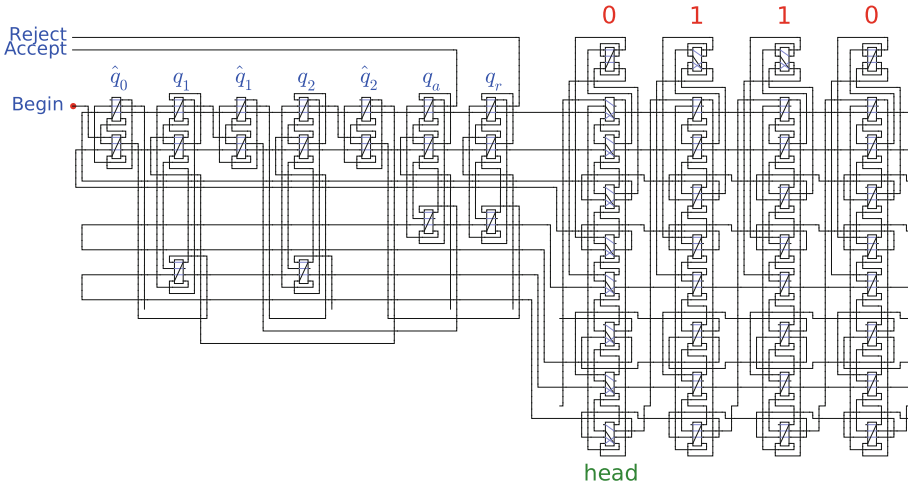 0 1 1 0
Reject
Accept
q̂₀ q₁ q̂₁ q₂ q̂₂ qₐ qᵣ
Begin
head